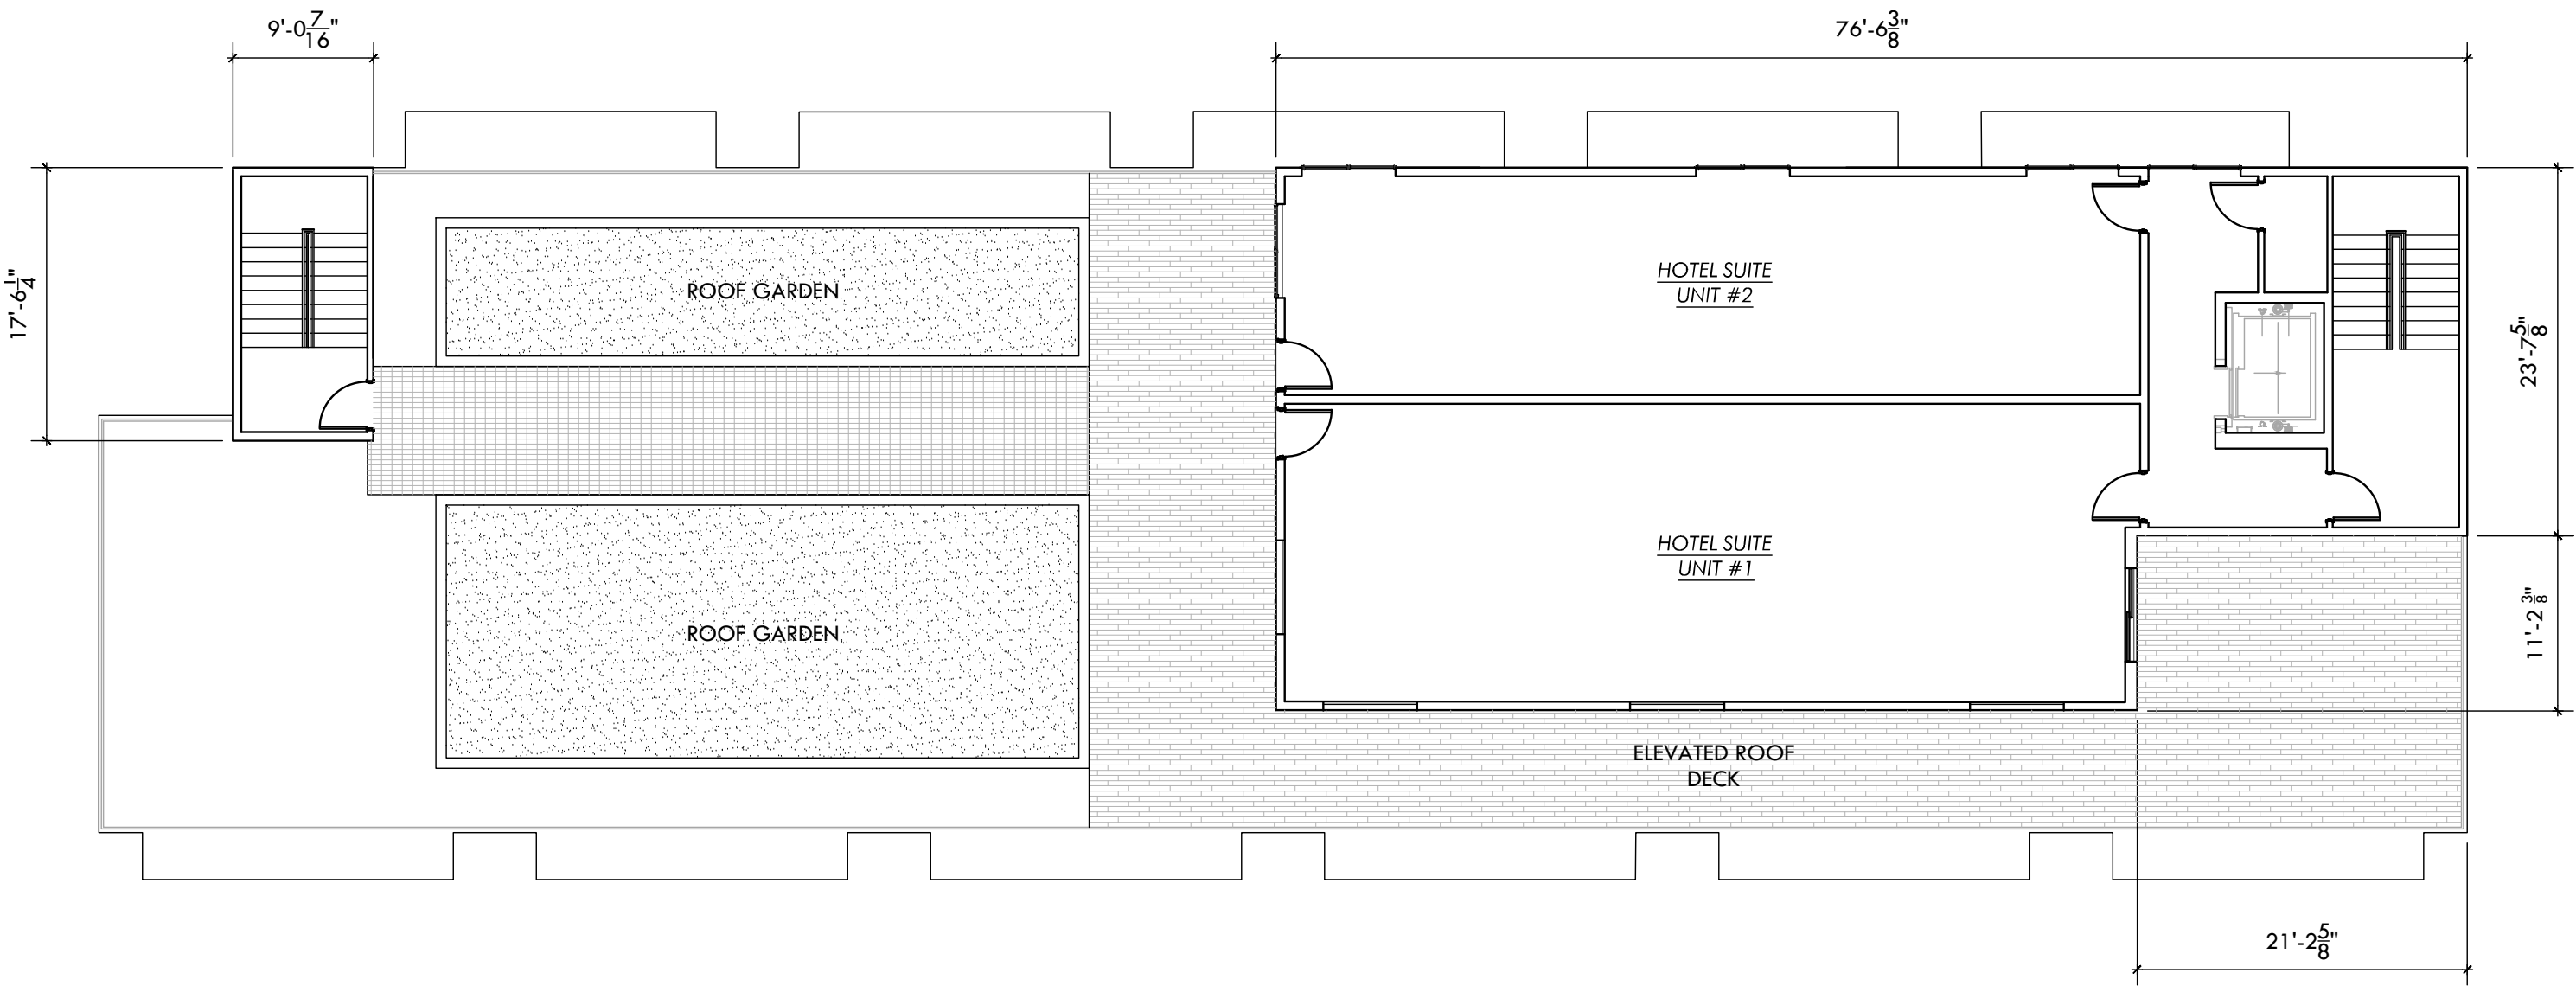 9'-0 7/16"
76'-6 3/8"
17'-6 1/4"
ROOF GARDEN
HOTEL SUITE
UNIT #2
23'-7 5/8"
HOTEL SUITE
UNIT #1
11'-2 3/8"
ROOF GARDEN
ELEVATED ROOF
DECK
21'-2 5/8"